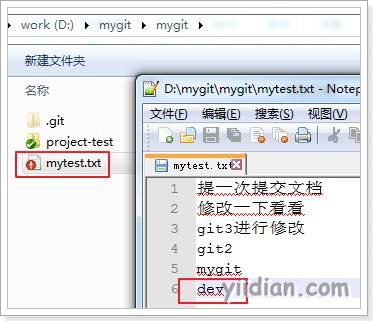 work (D:) ▸ mygit ▸ mygit ▸
新建文件夹
名称
.git
project-test
mytest.txt
D:\mygit\mygit\mytest.txt - Notep
文件(F) 编辑(E) 搜索(S) 视图(V)
mytest.txt
1 提一次提交文档
2 修改一下看看
3 git3进行修改
4 git2
5 mygit
6 dev
yiidian.com